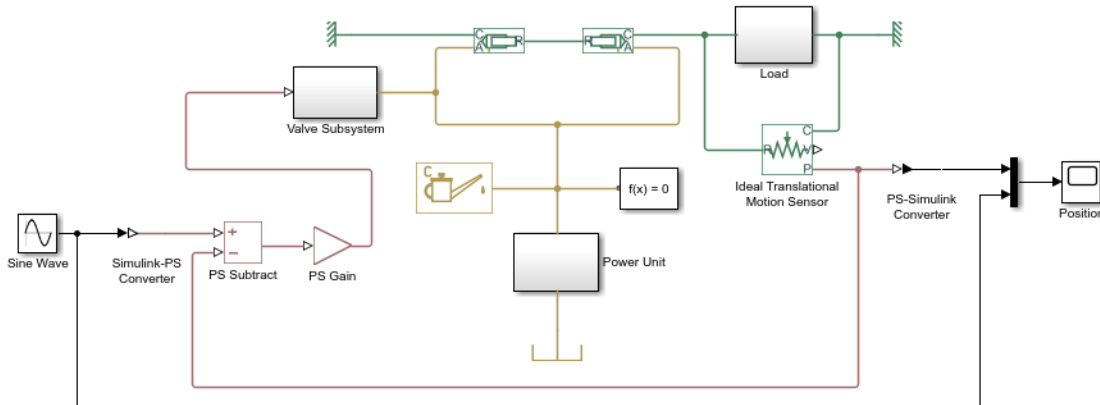 C
A
R
R
C
A
Load
Valve Subsystem
C
f(x) = 0
R
C
V
P
Ideal Translational
Motion Sensor
PS-Simulink
Converter
Position
Sine Wave
Simulink-PS
Converter
+
−
PS Subtract
PS Gain
Power Unit